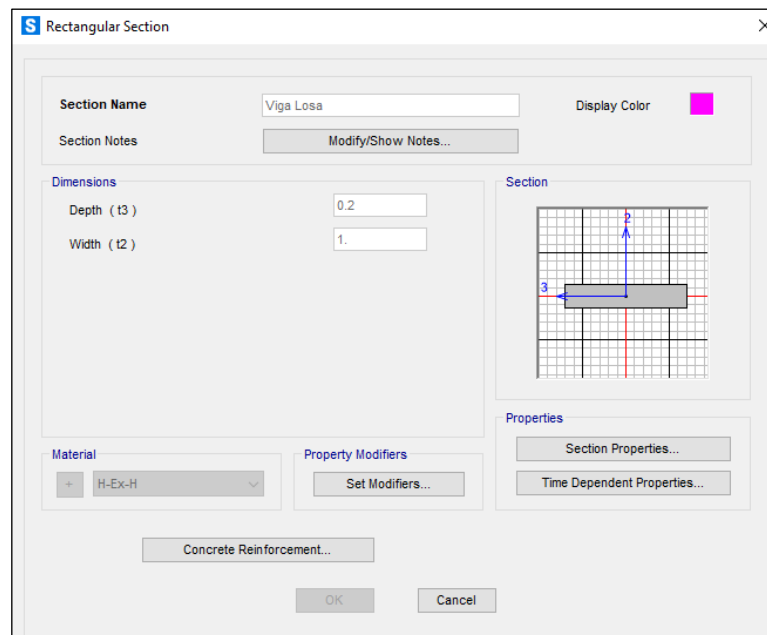 S Rectangular Section
Section Name Viga Losa Display Color
Section Notes Modify/Show Notes...
Dimensions
Depth ( t3 ) 0.2
Width ( t2 ) 1.
Section
2
3
Properties
Section Properties...
Time Dependent Properties...
Material
+ H-Ex-H
Property Modifiers
Set Modifiers...
Concrete Reinforcement...
OK Cancel